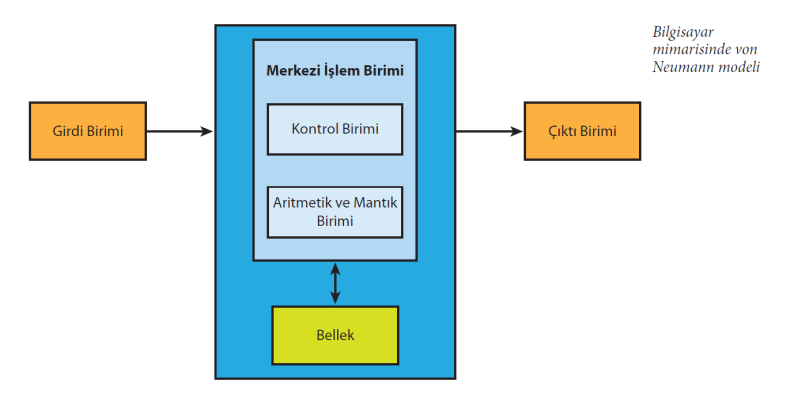 Bilgisayar
mimarisinde von
Neumann modeli
Merkezi İşlem Birimi
Girdi Birimi
Kontrol Birimi
Çıktı Birimi
Aritmetik ve Mantık
Birimi
Bellek